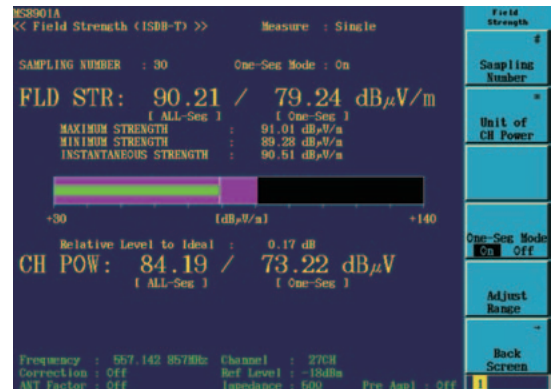 MS8901A
<< Field Strength (ISDB-T) >> Measure : Single
SAMPLING NUMBER : 30 One-Seg Mode : On
FLD STR: 90.21 / 79.24 dBμV/m
[ ALL-Seg ] [ One-Seg ]
MAXIMUM STRENGTH : 91.01 dBμV/m
MINIMUM STRENGTH : 89.28 dBμV/m
INSTANTANEOUS STRENGTH : 90.51 dBμV/m
+30 [dBμV/m] +140
Relative Level to Ideal : 0.17 dB
CH POW: 84.19 / 73.22 dBμV
[ ALL-Seg ] [ One-Seg ]
Frequency : 557.142 857MHz Channel : 27CH
Correction : Off Ref Level : -18dBm
ANT Factor : Off Impedance : 50Ω Pre Ampl : Off
Field
Strength
#
Sampling
Number
*
Unit of
CH Power
One-Seg Mode
On Off
Adjust
Range
→
Back
Screen
1